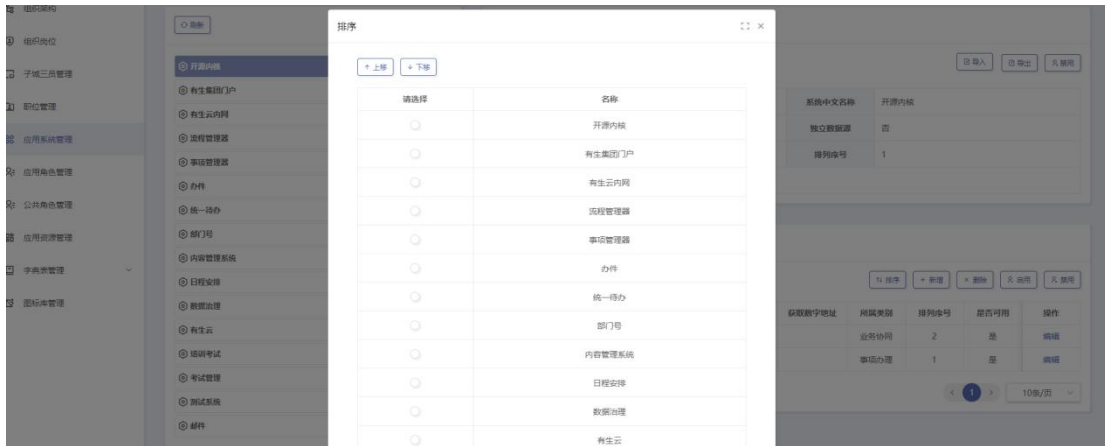 组织架构
组织岗位
子域三员管理
职位管理
应用系统管理
应用角色管理
公共角色管理
应用资源管理
字典表管理
图标库管理
刷新
开源内核
有生集团门户
有生云内网
流程管理器
事项管理器
办件
统一待办
部门号
内容管理系统
日程安排
数据治理
有生云
培训考试
考试管理
测试系统
邮件
排序
上移 下移
请选择 名称
开源内核
有生集团门户
有生云内网
流程管理器
事项管理器
办件
统一待办
部门号
内容管理系统
日程安排
数据治理
有生云
导入 导出 禁用
系统中文名称 开源内核
独立数据源 否
排列序号 1
排序 新增 删除 启用 禁用
获取数字地址 所属类别 排列序号 是否可用 操作
业务协同 2 是 编辑
事项办理 1 是 编辑
1 10条/页